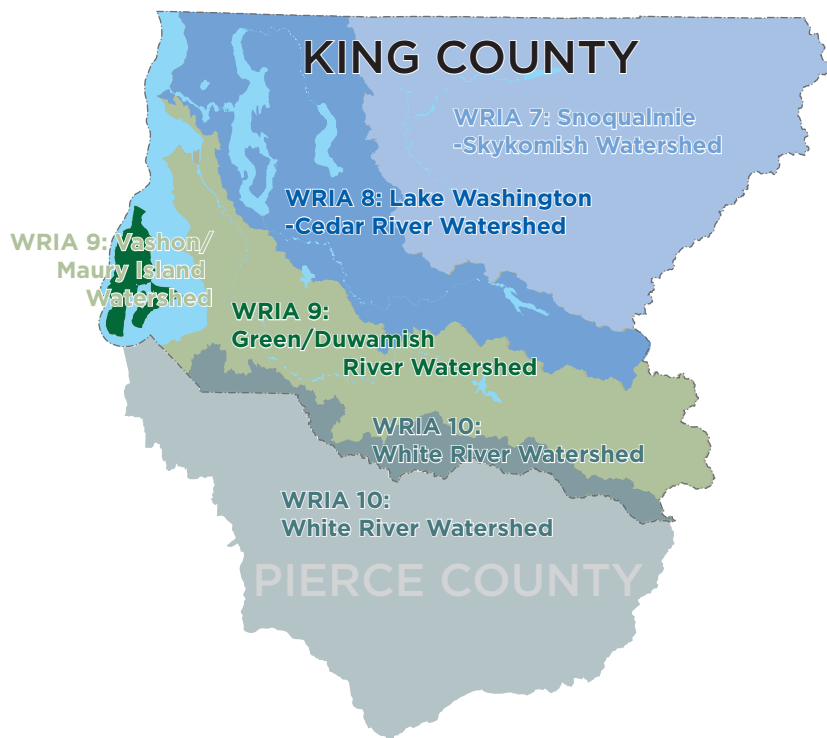 KING COUNTY
WRIA 7: Snoqualmie
-Skykomish Watershed
WRIA 8: Lake Washington
-Cedar River Watershed
WRIA 9: Vashon/
Maury Island
Watershed
WRIA 9:
Green/Duwamish
River Watershed
WRIA 10:
White River Watershed
WRIA 10:
White River Watershed
PIERCE COUNTY